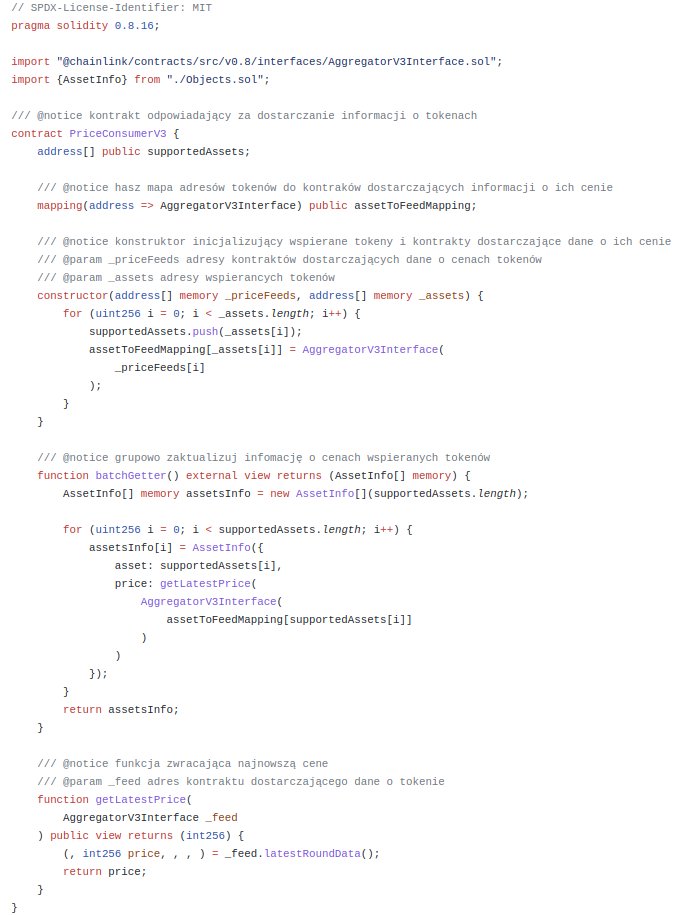 // SPDX-License-Identifier: MIT
pragma solidity 0.8.16;

import "@chainlink/contracts/src/v0.8/interfaces/AggregatorV3Interface.sol";
import {AssetInfo} from "./Objects.sol";

/// @notice kontrakt odpowiadający za dostarczanie informacji o tokenach
contract PriceConsumerV3 {
    address[] public supportedAssets;

    /// @notice hasz mapa adresów tokenów do kontraków dostarczających informacji o ich cenie
    mapping(address => AggregatorV3Interface) public assetToFeedMapping;

    /// @notice konstruktor inicjalizujący wspierane tokeny i kontrakty dostarczające dane o ich cenie
    /// @param _priceFeeds adresy kontraktów dostarczających dane o cenach tokenów
    /// @param _assets adresy wspierancych tokenów
    constructor(address[] memory _priceFeeds, address[] memory _assets) {
        for (uint256 i = 0; i < _assets.length; i++) {
            supportedAssets.push(_assets[i]);
            assetToFeedMapping[_assets[i]] = AggregatorV3Interface(
                _priceFeeds[i]
            );
        }
    }

    /// @notice grupowo zaktualizuj infomację o cenach wspieranych tokenów
    function batchGetter() external view returns (AssetInfo[] memory) {
        AssetInfo[] memory assetsInfo = new AssetInfo[](supportedAssets.length);

        for (uint256 i = 0; i < supportedAssets.length; i++) {
            assetsInfo[i] = AssetInfo({
                asset: supportedAssets[i],
                price: getLatestPrice(
                    AggregatorV3Interface(
                        assetToFeedMapping[supportedAssets[i]]
                    )
                )
            });
        }
        return assetsInfo;
    }

    /// @notice funkcja zwracająca najnowszą cene
    /// @param _feed adres kontraktu dostarczającego dane o tokenie
    function getLatestPrice(
        AggregatorV3Interface _feed
    ) public view returns (int256) {
        (, int256 price, , , ) = _feed.latestRoundData();
        return price;
    }
}